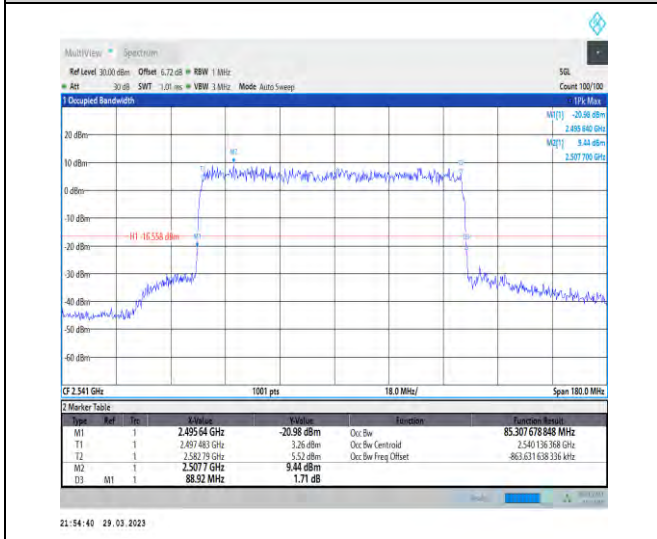 MultiView Spectrum
Ref Level 30.00 dBm Offset 6.72 dB RBW 1 MHz SGL
Att 30 dB SWT 1.01 ms VBW 3 MHz Mode Auto Sweep Count 100/100
1 Occupied Bandwidth 1Pk Max
M1[1] -20.98 dBm
2.495 640 GHz
M2[1] 9.44 dBm
2.507 700 GHz
20 dBm
M2
10 dBm
0 dBm
-10 dBm
H1 -16.558 dBm
M1
-20 dBm
-30 dBm
-40 dBm
-50 dBm
-60 dBm
CF 2.541 GHz 1001 pts 18.0 MHz/ Span 180.0 MHz
2 Marker Table
Type Ref Trc X-Value Y-Value Function Function Result
M1 1 2.495 64 GHz -20.98 dBm Occ Bw 85.307 678 848 MHz
T1 1 2.497 483 GHz 3.26 dBm Occ Bw Centroid 2.540 136 368 GHz
T2 1 2.582 79 GHz 5.52 dBm Occ Bw Freq Offset -863.631 638 336 kHz
M2 1 2.507 7 GHz 9.44 dBm
D3 M1 1 88.92 MHz 1.71 dB
21:54:40 29.03.2023